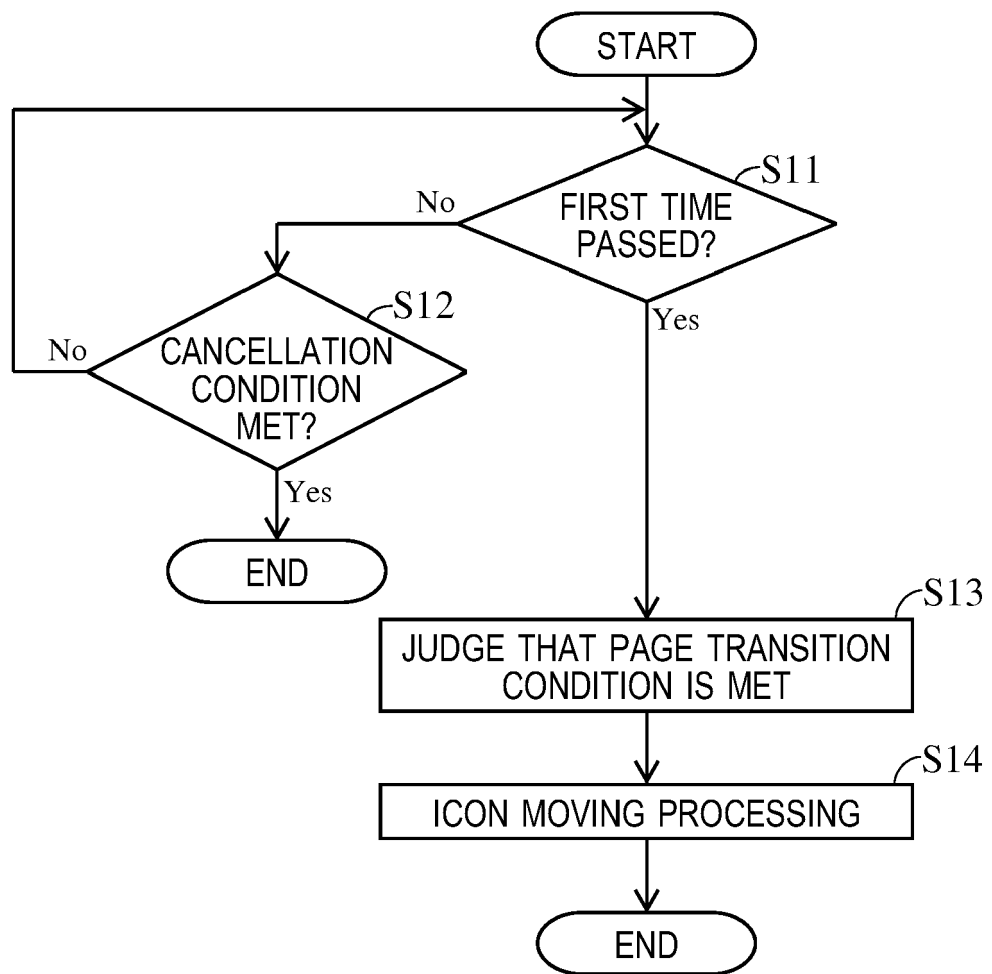 START
S11
FIRST TIME
PASSED?
No
Yes
S12
CANCELLATION
CONDITION
MET?
No
Yes
END
S13
JUDGE THAT PAGE TRANSITION
CONDITION IS MET
S14
ICON MOVING PROCESSING
END